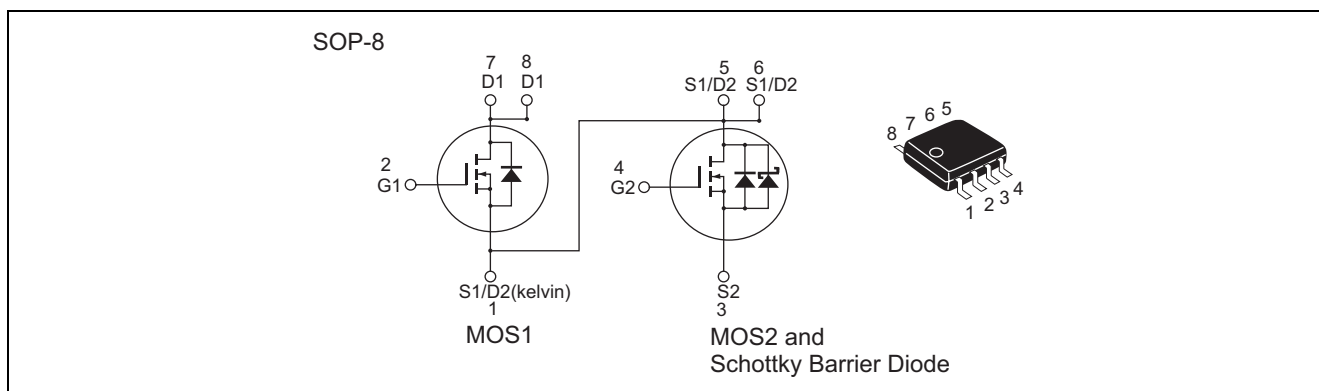 SOP-8
7 8
D1 D1
5 6
S1/D2 S1/D2
2
G1
4
G2
S1/D2(kelvin)
1
MOS1
S2
3
MOS2 and
Schottky Barrier Diode
8 7 6 5
1 2 3 4